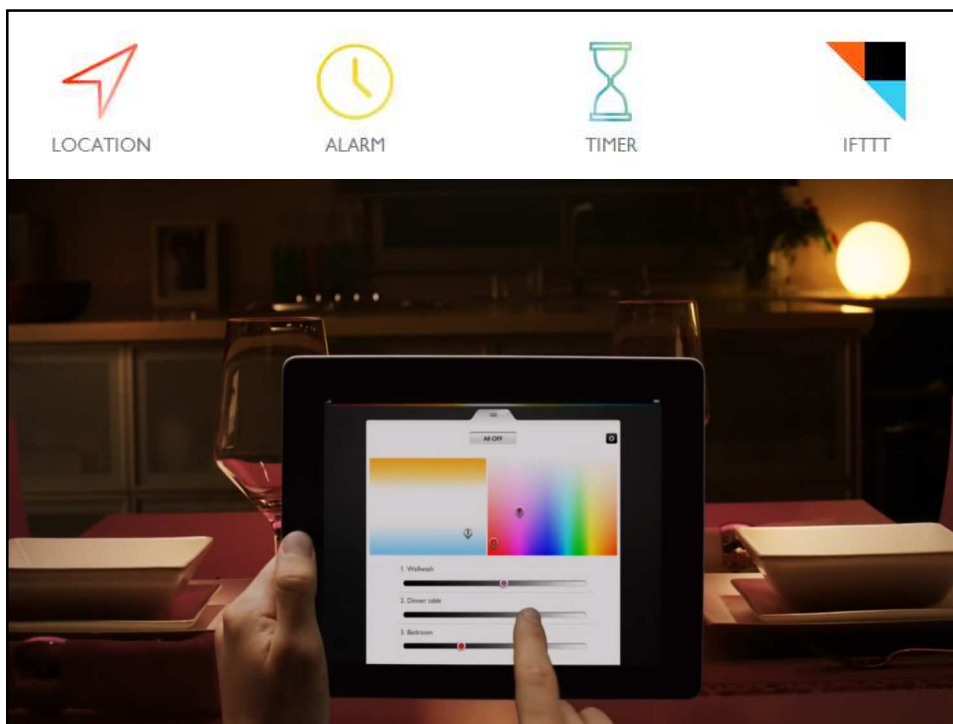 LOCATION
ALARM
TIMER
IFTTT
All OFF
1. Wallwash
2. Dinner table
3. Bedroom